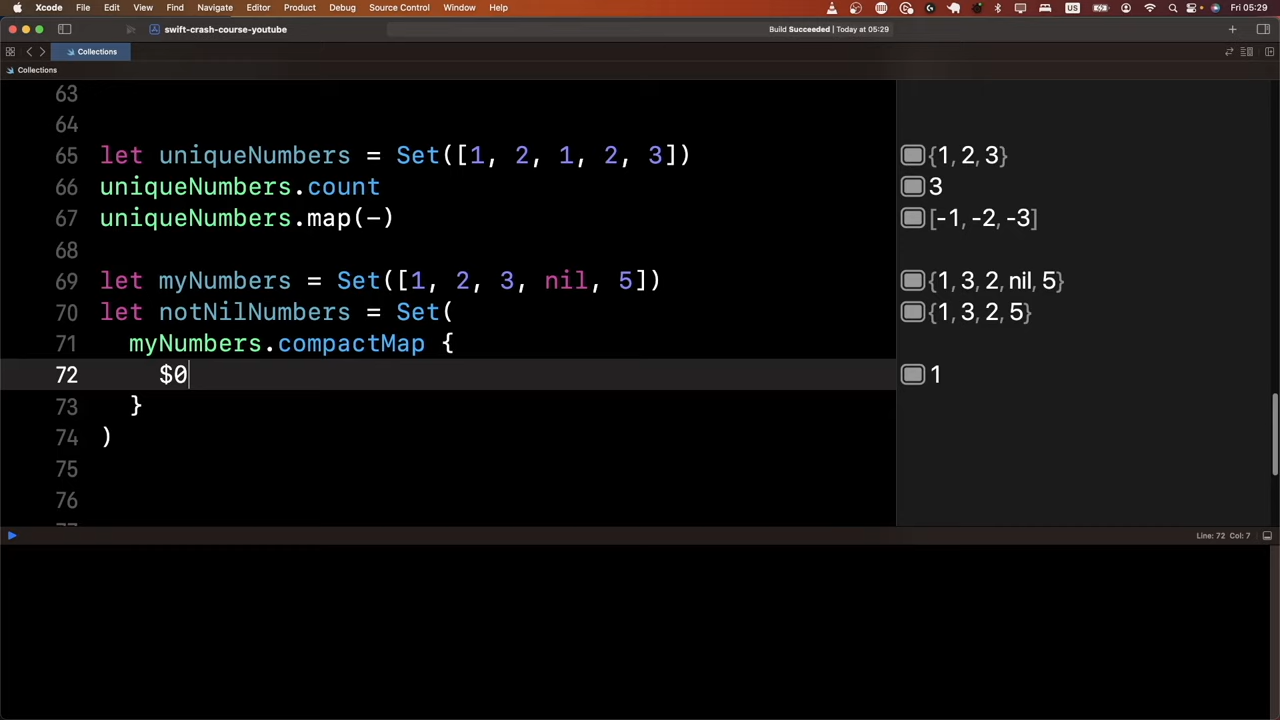 Xcode File Edit View Find Navigate Editor Product Debug Source Control Window Help US Fri 05:29
swift-crash-course-youtube Build Succeeded | Today at 05:29
Collections
Collections
63
64
65 let uniqueNumbers = Set([1, 2, 1, 2, 3]) {1, 2, 3}
66 uniqueNumbers.count 3
67 uniqueNumbers.map(-) [-1, -2, -3]
68
69 let myNumbers = Set([1, 2, 3, nil, 5]) {1, 3, 2, nil, 5}
70 let notNilNumbers = Set( {1, 3, 2, 5}
71 myNumbers.compactMap {
72 $0 1
73 }
74 )
75
76
77
Line: 72 Col: 7